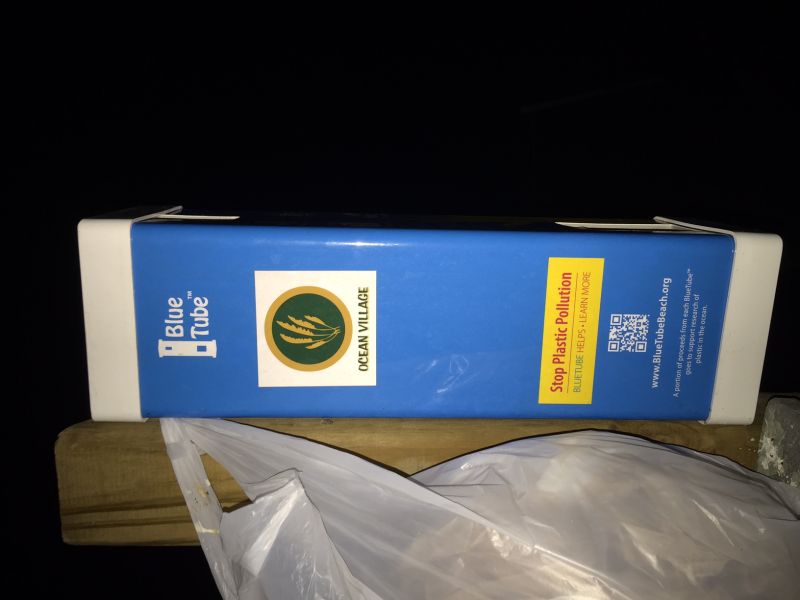 Blue
Tube™
OCEAN VILLAGE
Stop Plastic Pollution
BLUETUBE HELPS • LEARN MORE
www.BlueTubeBeach.org
A portion of proceeds from each BlueTube™
goes to support research of
plastic in the ocean.